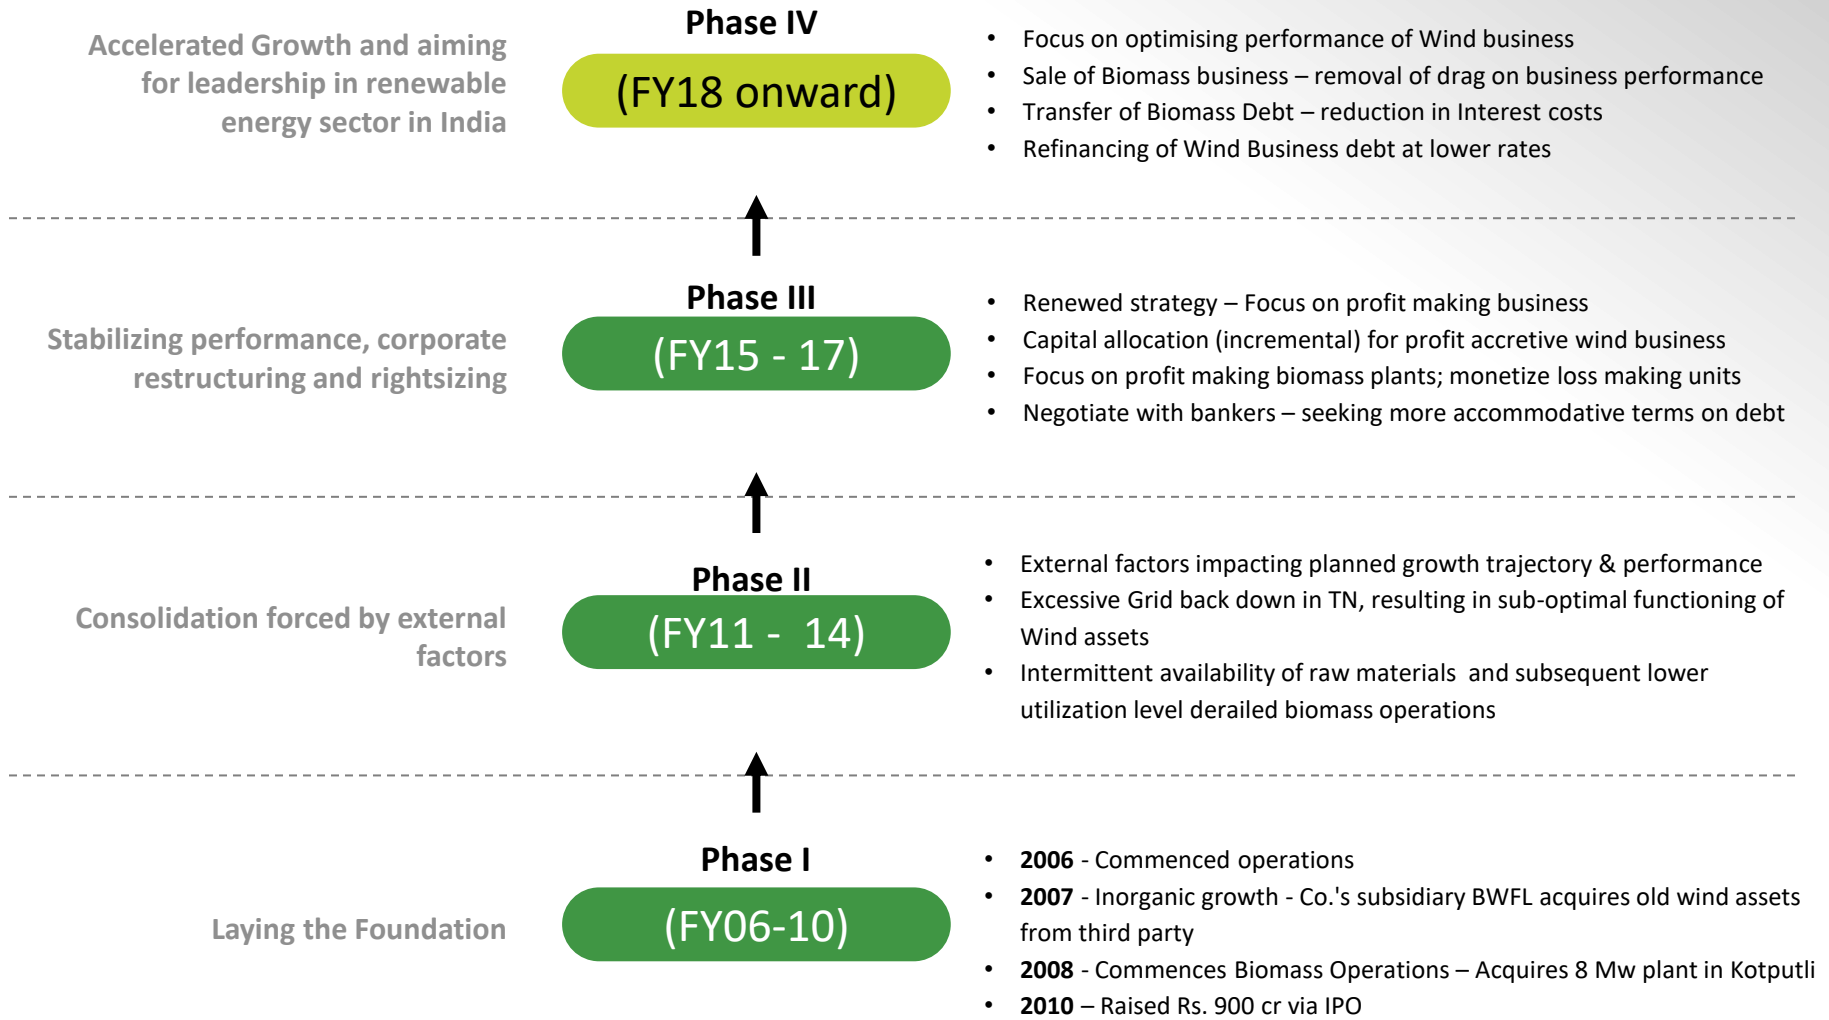 Accelerated Growth and aiming
for leadership in renewable
energy sector in India
Phase IV
(FY18 onward)
• Focus on optimising performance of Wind business
• Sale of Biomass business – removal of drag on business performance
• Transfer of Biomass Debt – reduction in Interest costs
• Refinancing of Wind Business debt at lower rates
Stabilizing performance, corporate
restructuring and rightsizing
Phase III
(FY15 - 17)
• Renewed strategy – Focus on profit making business
• Capital allocation (incremental) for profit accretive wind business
• Focus on profit making biomass plants; monetize loss making units
• Negotiate with bankers – seeking more accommodative terms on debt
Consolidation forced by external
factors
Phase II
(FY11 - 14)
• External factors impacting planned growth trajectory & performance
• Excessive Grid back down in TN, resulting in sub-optimal functioning of
Wind assets
• Intermittent availability of raw materials and subsequent lower
utilization level derailed biomass operations
Laying the Foundation
Phase I
(FY06-10)
• 2006 - Commenced operations
• 2007 - Inorganic growth - Co.'s subsidiary BWFL acquires old wind assets
from third party
• 2008 - Commences Biomass Operations – Acquires 8 Mw plant in Kotputli
• 2010 – Raised Rs. 900 cr via IPO